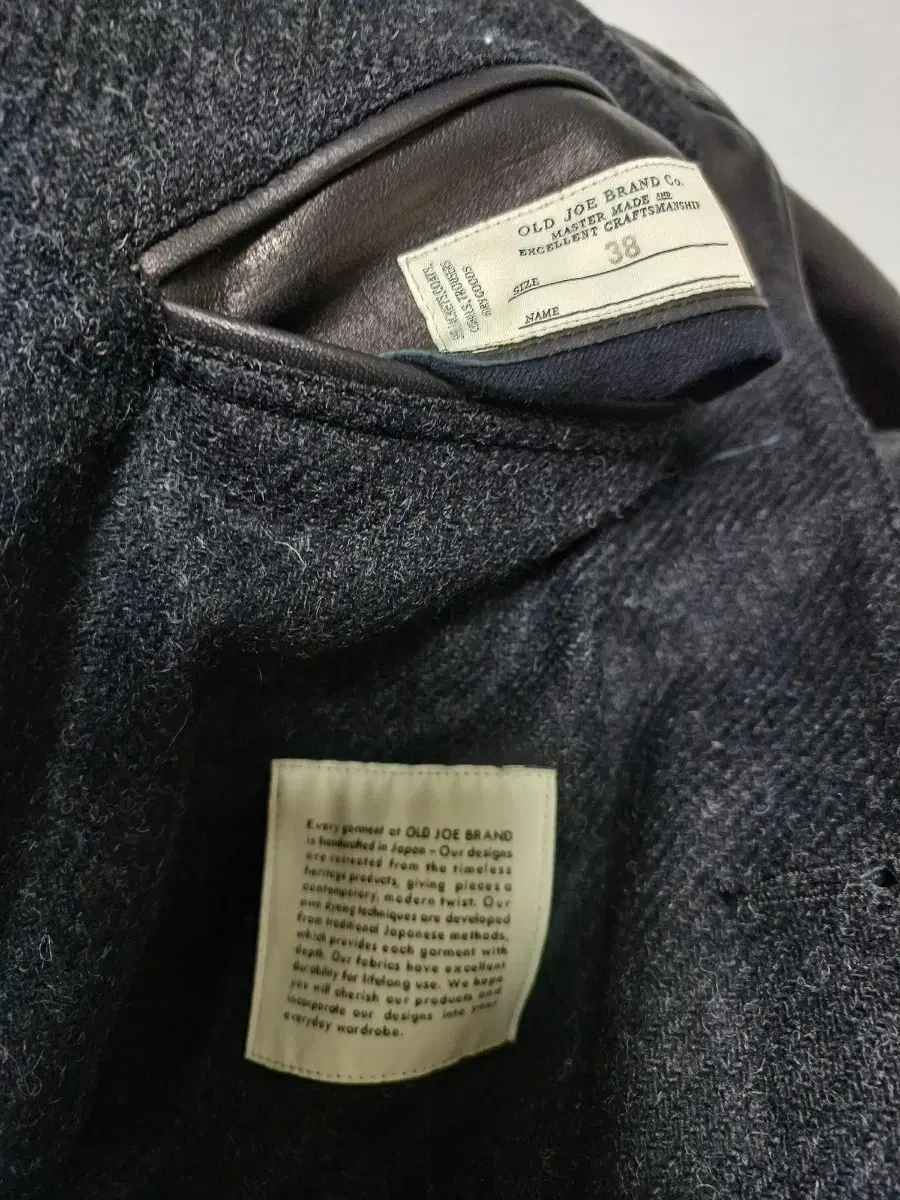 OLD JOE BRAND Co.
MASTER MADE AND
EXCELLENT CRAFTSMANSHIP
SIZE 38
NAME
COATS,
TROUSERS
DRYGOODS
Every garment at OLD JOE BRAND
is handcrafted in Japan - Our designs
are recreated from the timeless
heritage products, giving pieces a
contemporary, modern twist. Our
own dyeing techniques are developed
from traditional Japanese methods,
which provides each garment with
depth. Our fabrics have excellent
durability for lifelong use. We hope
you will cherish our products and
incorporate our designs into your
everyday wardrobe.